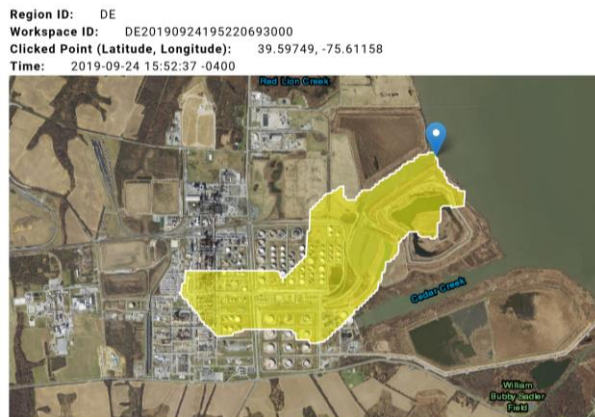 Region ID: DE
Workspace ID: DE20190924195220693000
Clicked Point (Latitude, Longitude): 39.59749, -75.61158
Time: 2019-09-24 15:52:37 -0400
Red Lion Creek
Cedar Creek
William
Bubby Sadler
Field